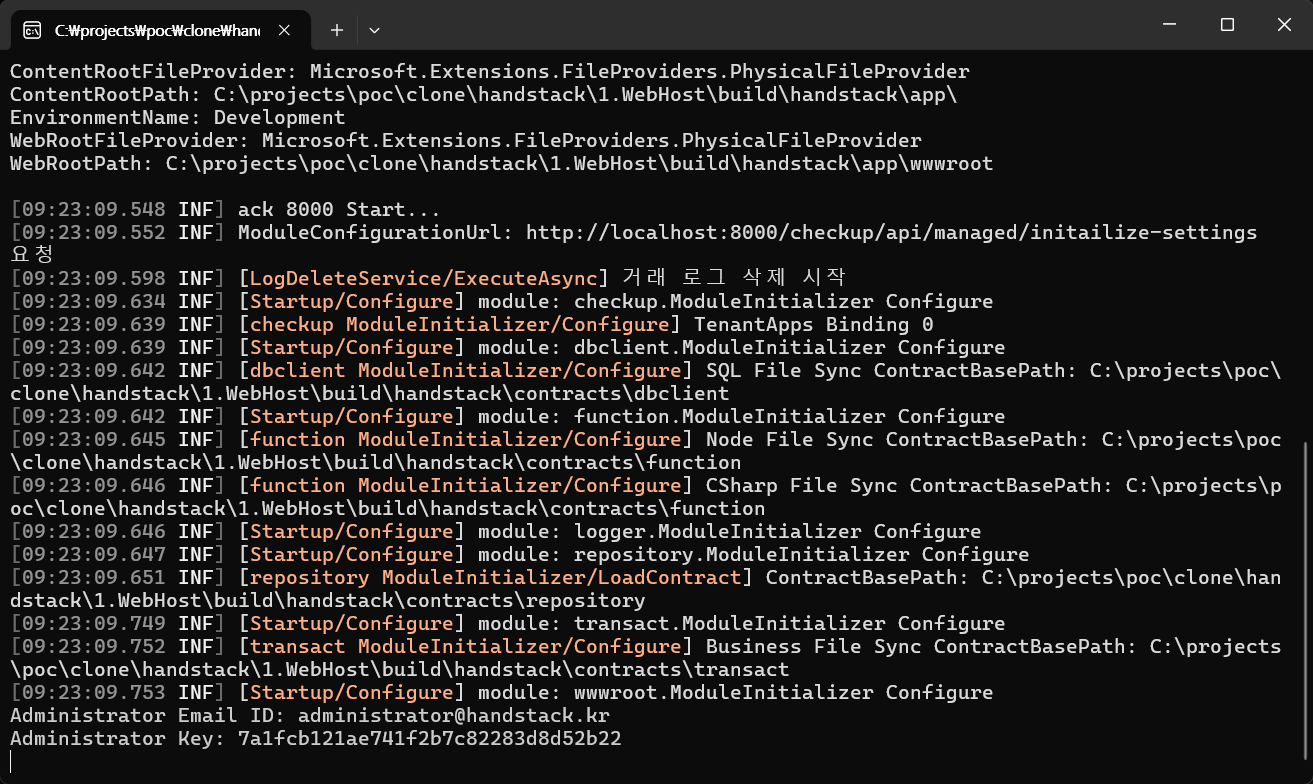 C:₩projects₩poc₩clone₩han
ContentRootFileProvider: Microsoft.Extensions.FileProviders.PhysicalFileProvider
ContentRootPath: C:\projects\poc\clone\handstack\1.WebHost\build\handstack\app\
EnvironmentName: Development
WebRootFileProvider: Microsoft.Extensions.FileProviders.PhysicalFileProvider
WebRootPath: C:\projects\poc\clone\handstack\1.WebHost\build\handstack\app\wwwroot
[09:23:09.548 INF] ack 8000 Start...
[09:23:09.552 INF] ModuleConfigurationUrl: http://localhost:8000/checkup/api/managed/initailize-settings
요청
[09:23:09.598 INF] [LogDeleteService/ExecuteAsync] 거래 로그 삭제 시작
[09:23:09.634 INF] [Startup/Configure] module: checkup.ModuleInitializer Configure
[09:23:09.639 INF] [checkup ModuleInitializer/Configure] TenantApps Binding 0
[09:23:09.639 INF] [Startup/Configure] module: dbclient.ModuleInitializer Configure
[09:23:09.642 INF] [dbclient ModuleInitializer/Configure] SQL File Sync ContractBasePath: C:\projects\poc\
clone\handstack\1.WebHost\build\handstack\contracts\dbclient
[09:23:09.642 INF] [Startup/Configure] module: function.ModuleInitializer Configure
[09:23:09.645 INF] [function ModuleInitializer/Configure] Node File Sync ContractBasePath: C:\projects\poc
\clone\handstack\1.WebHost\build\handstack\contracts\function
[09:23:09.646 INF] [function ModuleInitializer/Configure] CSharp File Sync ContractBasePath: C:\projects\p
oc\clone\handstack\1.WebHost\build\handstack\contracts\function
[09:23:09.646 INF] [Startup/Configure] module: logger.ModuleInitializer Configure
[09:23:09.647 INF] [Startup/Configure] module: repository.ModuleInitializer Configure
[09:23:09.651 INF] [repository ModuleInitializer/LoadContract] ContractBasePath: C:\projects\poc\clone\han
dstack\1.WebHost\build\handstack\contracts\repository
[09:23:09.749 INF] [Startup/Configure] module: transact.ModuleInitializer Configure
[09:23:09.752 INF] [transact ModuleInitializer/Configure] Business File Sync ContractBasePath: C:\projects
\poc\clone\handstack\1.WebHost\build\handstack\contracts\transact
[09:23:09.753 INF] [Startup/Configure] module: wwwroot.ModuleInitializer Configure
Administrator Email ID: administrator@handstack.kr
Administrator Key: 7a1fcb121ae741f2b7c82283d8d52b22